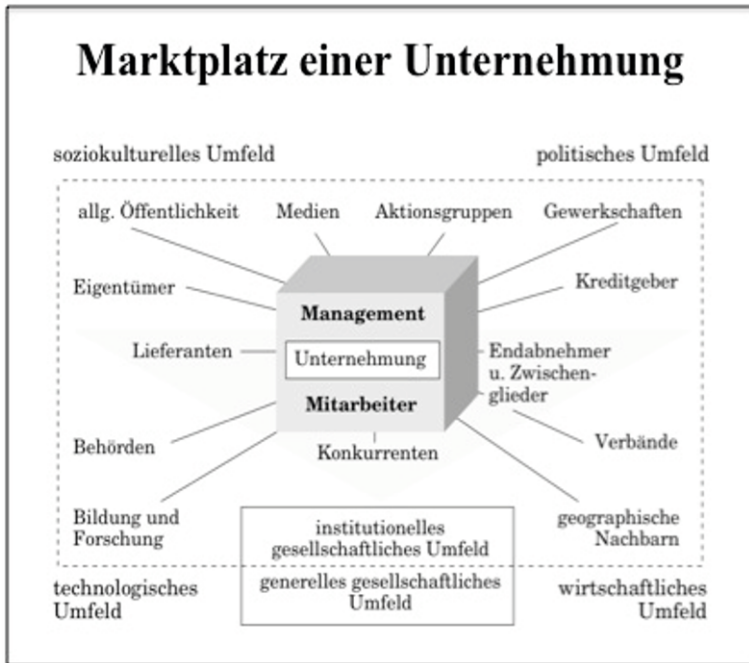 Marktplatz einer Unternehmung
soziokulturelles Umfeld
politisches Umfeld
allg. Öffentlichkeit
Medien
Aktionsgruppen
Gewerkschaften
Eigentümer
Kreditgeber
Management
Lieferanten
Unternehmung
Endabnehmer
u. Zwischen-
glieder
Mitarbeiter
Behörden
Konkurrenten
Verbände
Bildung und
Forschung
geographische
Nachbarn
institutionelles
gesellschaftliches Umfeld
generelles gesellschaftliches
Umfeld
technologisches
Umfeld
wirtschaftliches
Umfeld